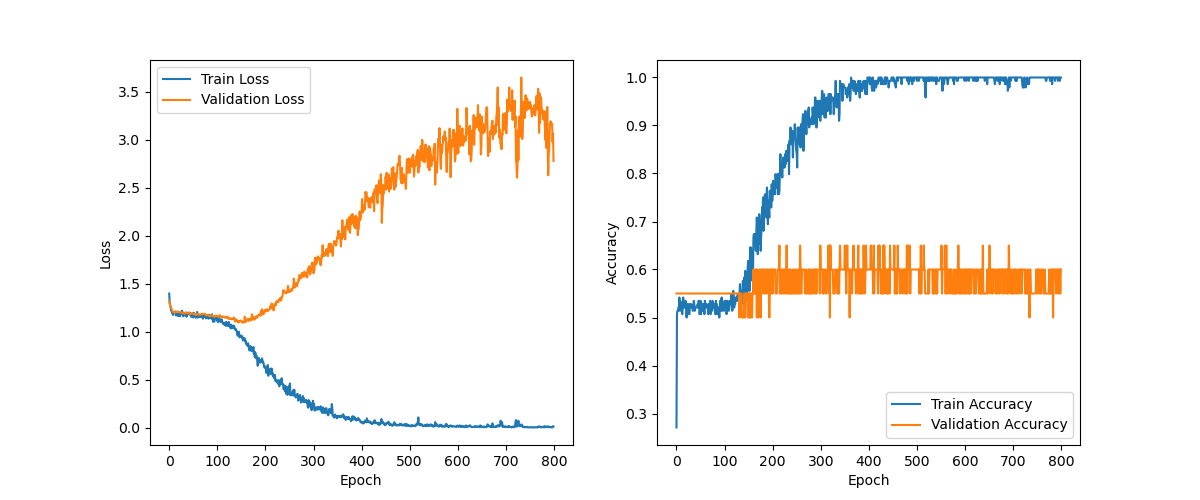 Train Loss
Validation Loss
3.5
3.0
2.5
2.0
1.5
1.0
0.5
0.0
Loss
0 100 200 300 400 500 600 700 800
Epoch
1.0
0.9
0.8
0.7
0.6
0.5
0.4
0.3
Accuracy
Train Accuracy
Validation Accuracy
0 100 200 300 400 500 600 700 800
Epoch